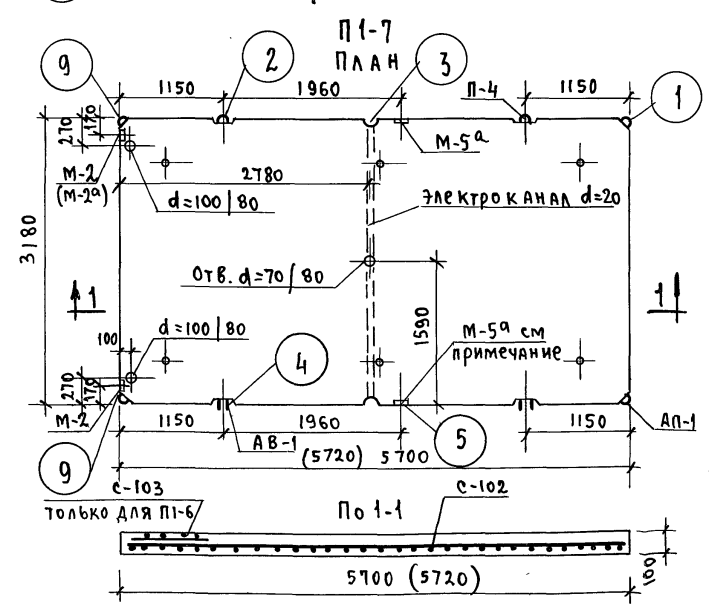 П1-7
ПЛАН
9
2
3
1
1150
1960
П-4
1150
270
170
М-5ª
М-2
(М-2ª)
d=100/80
2780
ЭЛЕКТРОКАНАЛ d=20
3180
Отв. d=70/80
1
1
1590
100
d=100/80
4
М-5ª см
примечание
270
170
М-2
1150
АВ-1
1960
5
1150
АП-1
9
(5720) 5700
С-103
только для П1-6
По 1-1
С-102
100
5700 (5720)